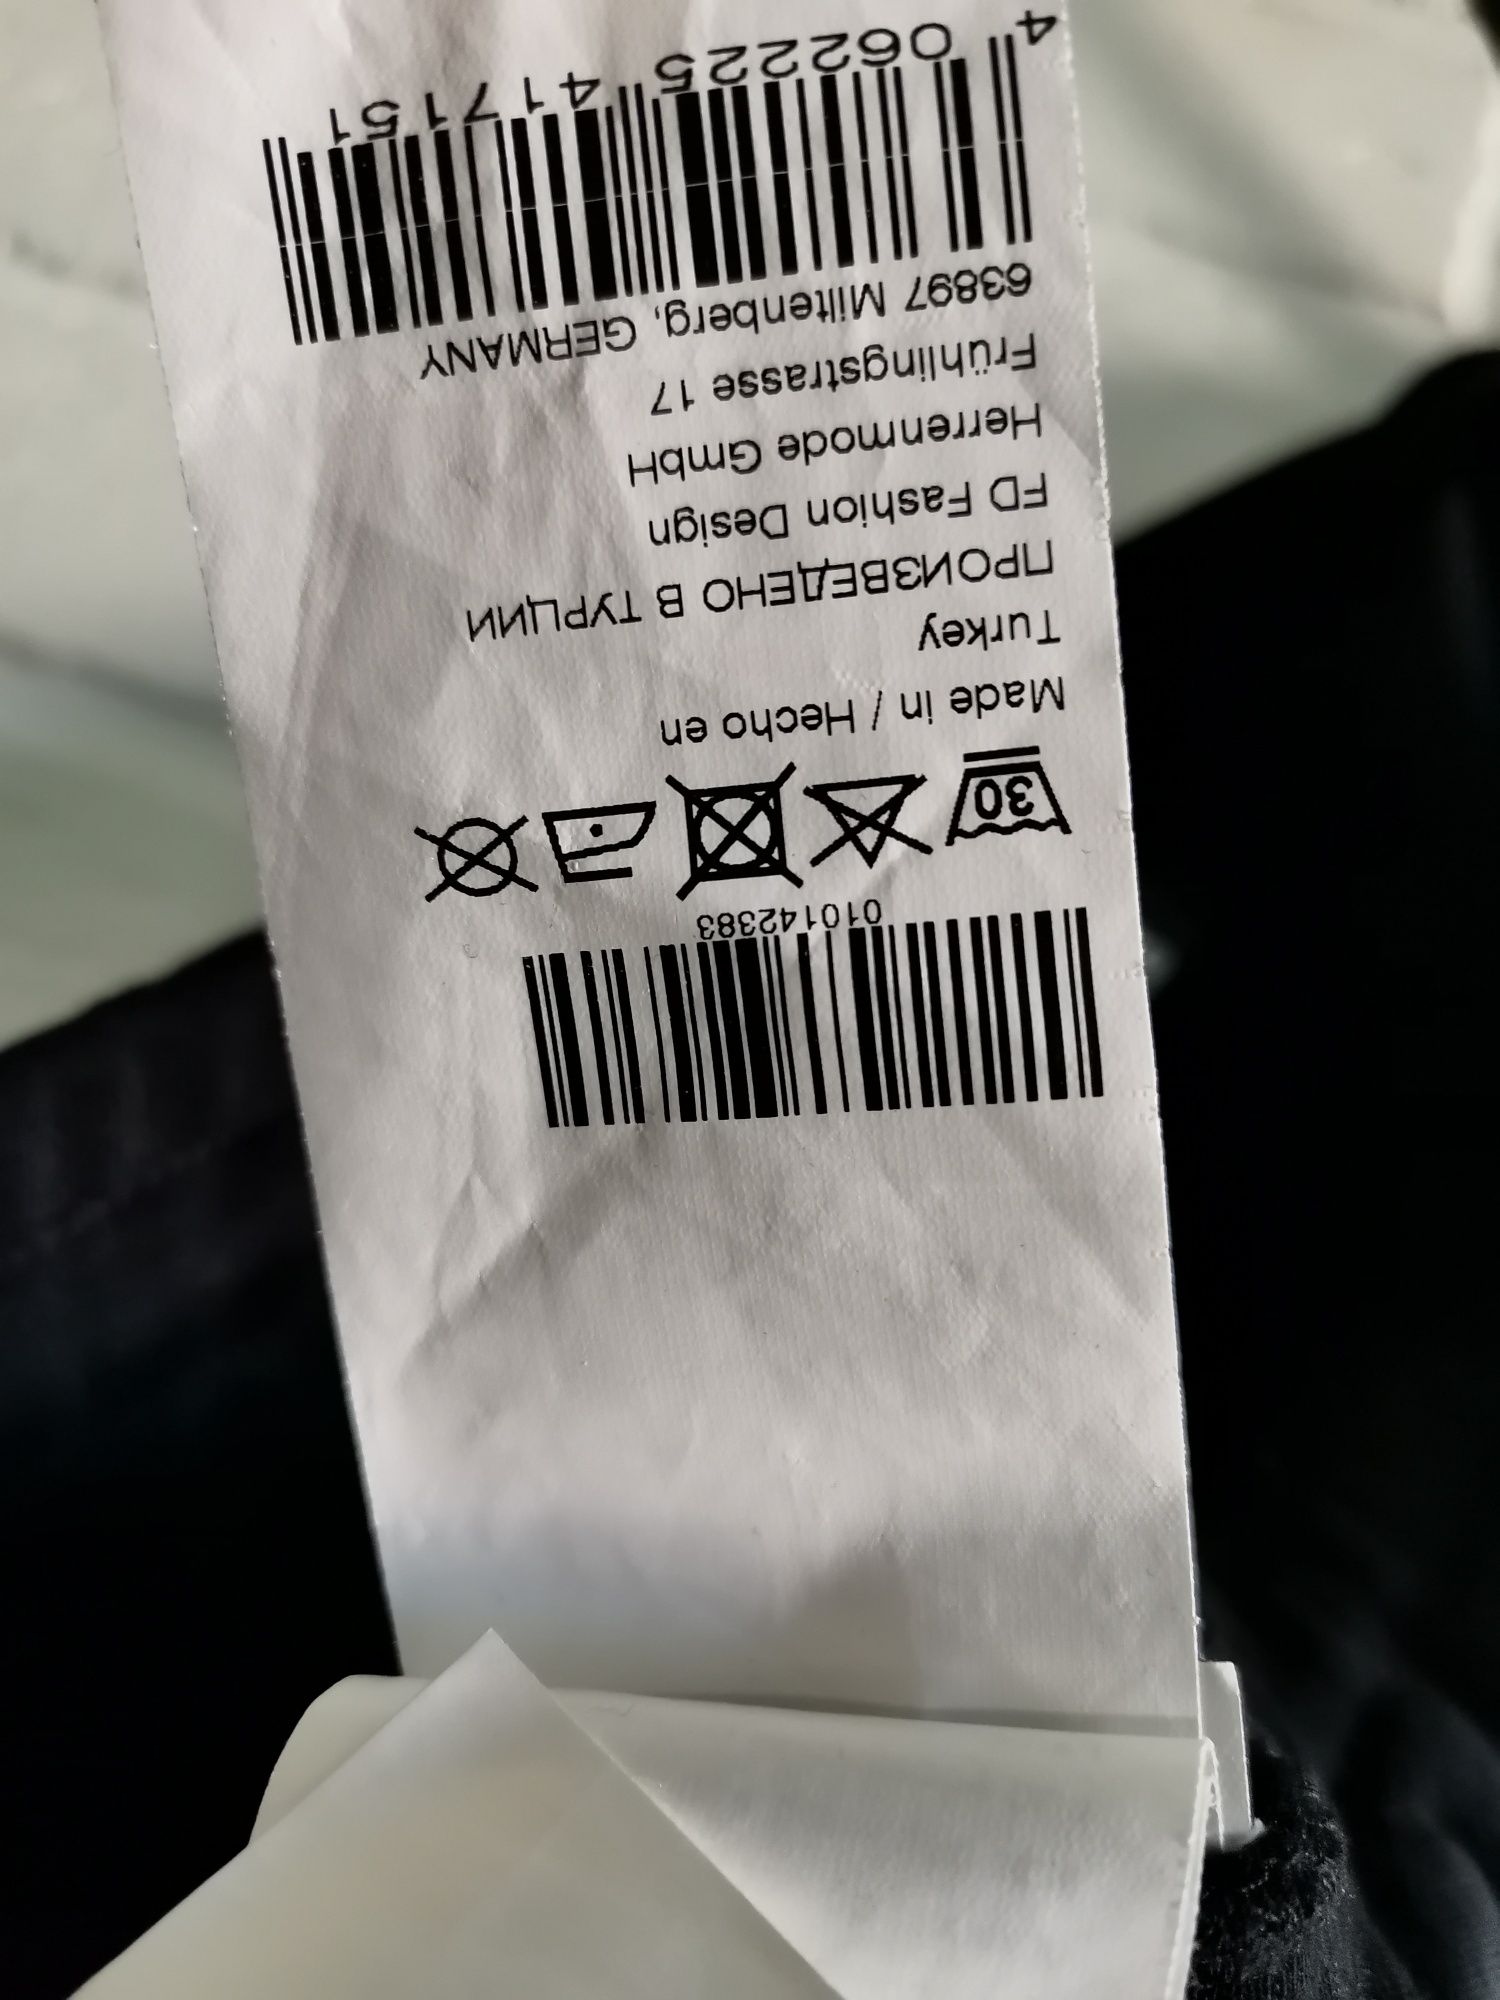 010142383
30
Made in / Hecho en
Turkey
ПРОИЗВЕДЕНО В ТУРЦИИ
FD Fashion Design
Herrenmode GmbH
Frühlingstrasse 17
63897 Miltenberg, GERMANY
4 062225 417151